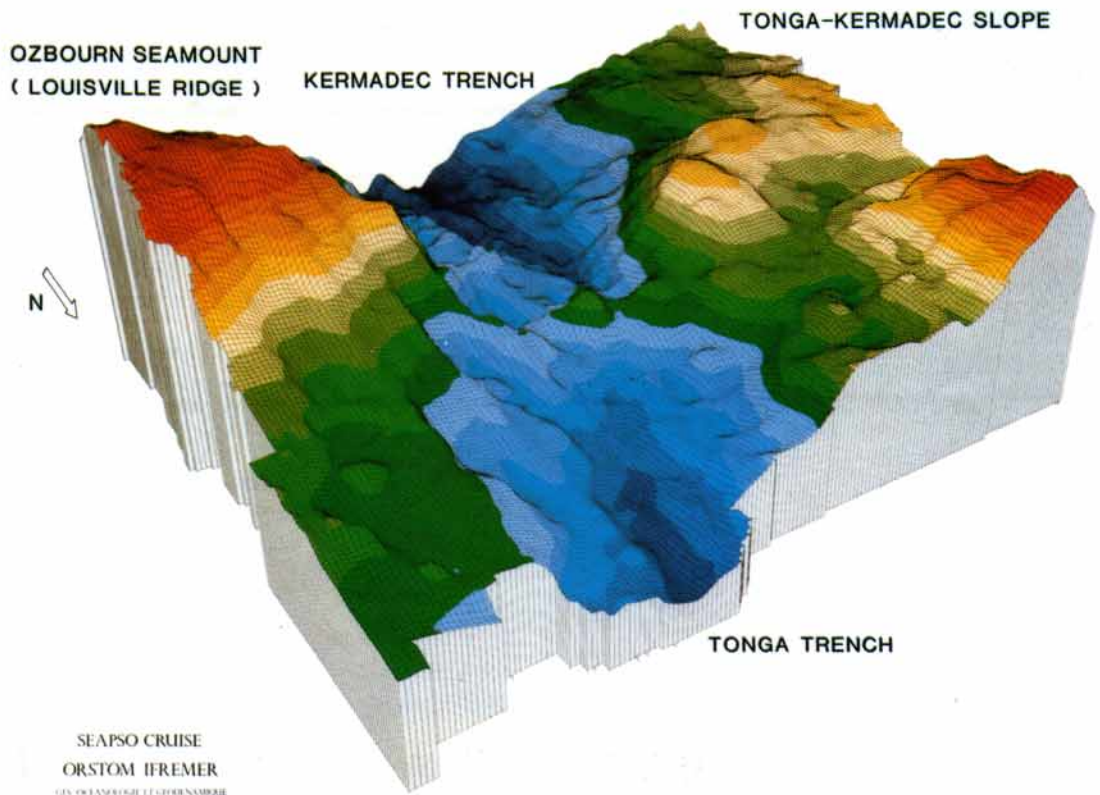 TONGA-KERMADEC SLOPE
OZBOURN SEAMOUNT
( LOUISVILLE RIDGE )
KERMADEC TRENCH
N
TONGA TRENCH
SEAPSO CRUISE
ORSTOM IFREMER